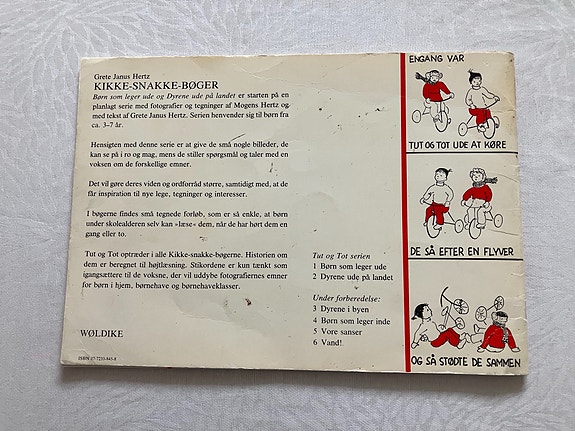 Grete Janus Hertz
KIKKE-SNAKKE-BØGER
Børn som leger ude og Dyrene ude på landet er starten på en
planlagt serie med fotografier og tegninger af Mogens Hertz og
med tekst af Grete Janus Hertz. Serien henvender sig til børn fra
ca. 3–7 år.
Hensigten med denne serie er at give de små nogle billeder, de
kan se på i ro og mag, mens de stiller spørgsmål og taler med en
voksen om de forskellige emner.
Det vil gøre deres viden og ordforråd større, samtidigt med, at de
får inspiration til nye lege, tegninger og interesser.
I bøgerne findes små tegnede forløb, som er så enkle, at børn
under skolealderen selv kan »læse« dem, når de har hørt dem en
gang eller to.
Tut og Tot optræder i alle Kikke-snakke-bøgerne. Historien om
dem er beregnet til højtlæsning. Stikordene er kun tænkt som
igangsættere til de voksne, der vil uddybe fotografiernes emner
for børn i hjem, børnehave og børnehaveklasser.
WØLDIKE
ISBN 27-7233-843-8
Tut og Tot serien
1 Børn som leger ude
2 Dyrene ude på landet
Under forberedelse:
3 Dyrene i byen
4 Børn som leger inde
5 Vore sanser
6 Vand!
ENGANG VAR
TUT OG TOT UDE AT KØRE
DE SÅ EFTER EN FLYVER
OG SÅ STØDTE DE SAMMEN